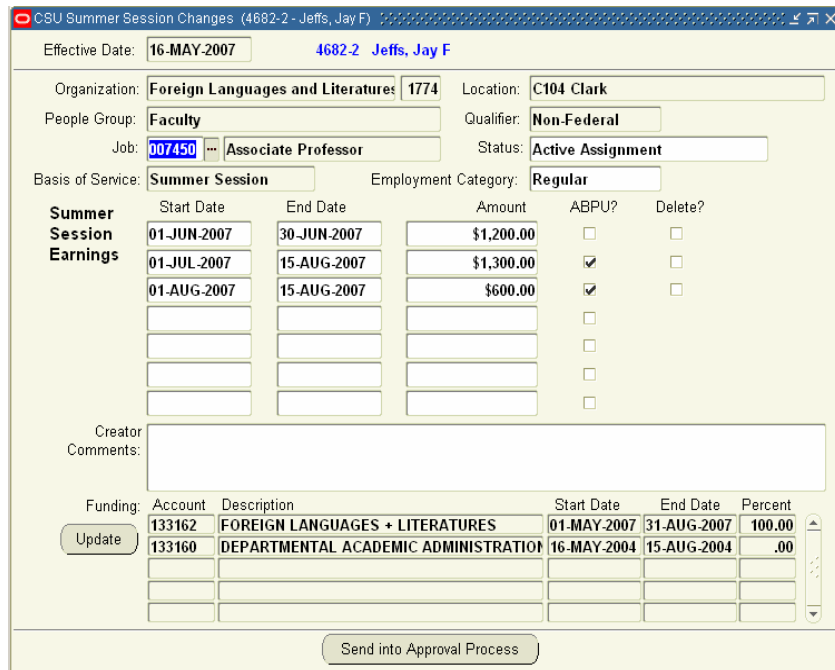 CSU Summer Session Changes (4682-2 - Jeffs, Jay F)
Effective Date: 16-MAY-2007 4682-2 Jeffs, Jay F
Organization: Foreign Languages and Literatures 1774 Location: C104 Clark
People Group: Faculty Qualifier: Non-Federal
Job: 007450 ... Associate Professor Status: Active Assignment
Basis of Service: Summer Session Employment Category: Regular
Summer Session Earnings
Start Date End Date Amount ABPU? Delete?
01-JUN-2007 30-JUN-2007 $1,200.00
01-JUL-2007 15-AUG-2007 $1,300.00
01-AUG-2007 15-AUG-2007 $600.00
Creator Comments:
Funding: Account Description Start Date End Date Percent
133162 FOREIGN LANGUAGES + LITERATURES 01-MAY-2007 31-AUG-2007 100.00
Update
133160 DEPARTMENTAL ACADEMIC ADMINISTRATION 16-MAY-2004 15-AUG-2004 .00
Send into Approval Process